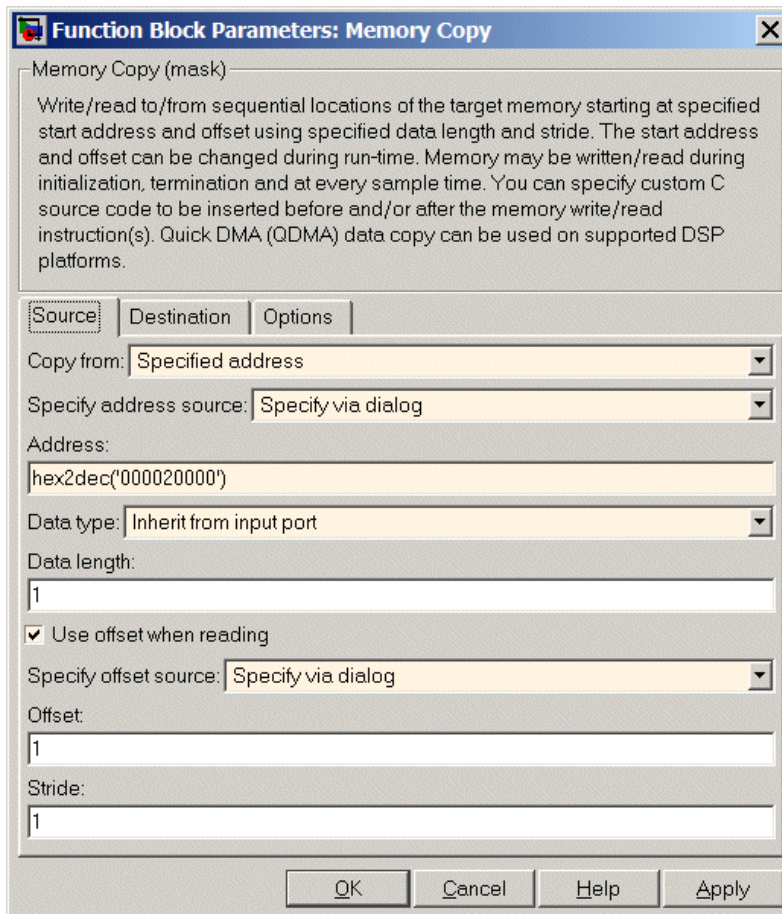 Function Block Parameters: Memory Copy
Memory Copy (mask)
Write/read to/from sequential locations of the target memory starting at specified
start address and offset using specified data length and stride. The start address
and offset can be changed during run-time. Memory may be written/read during
initialization, termination and at every sample time. You can specify custom C
source code to be inserted before and/or after the memory write/read
instruction(s). Quick DMA (QDMA) data copy can be used on supported DSP
platforms.
Source Destination Options
Copy from: Specified address
Specify address source: Specify via dialog
Address:
hex2dec('000020000')
Data type: Inherit from input port
Data length:
1
Use offset when reading
Specify offset source: Specify via dialog
Offset:
1
Stride:
1
OK Cancel Help Apply